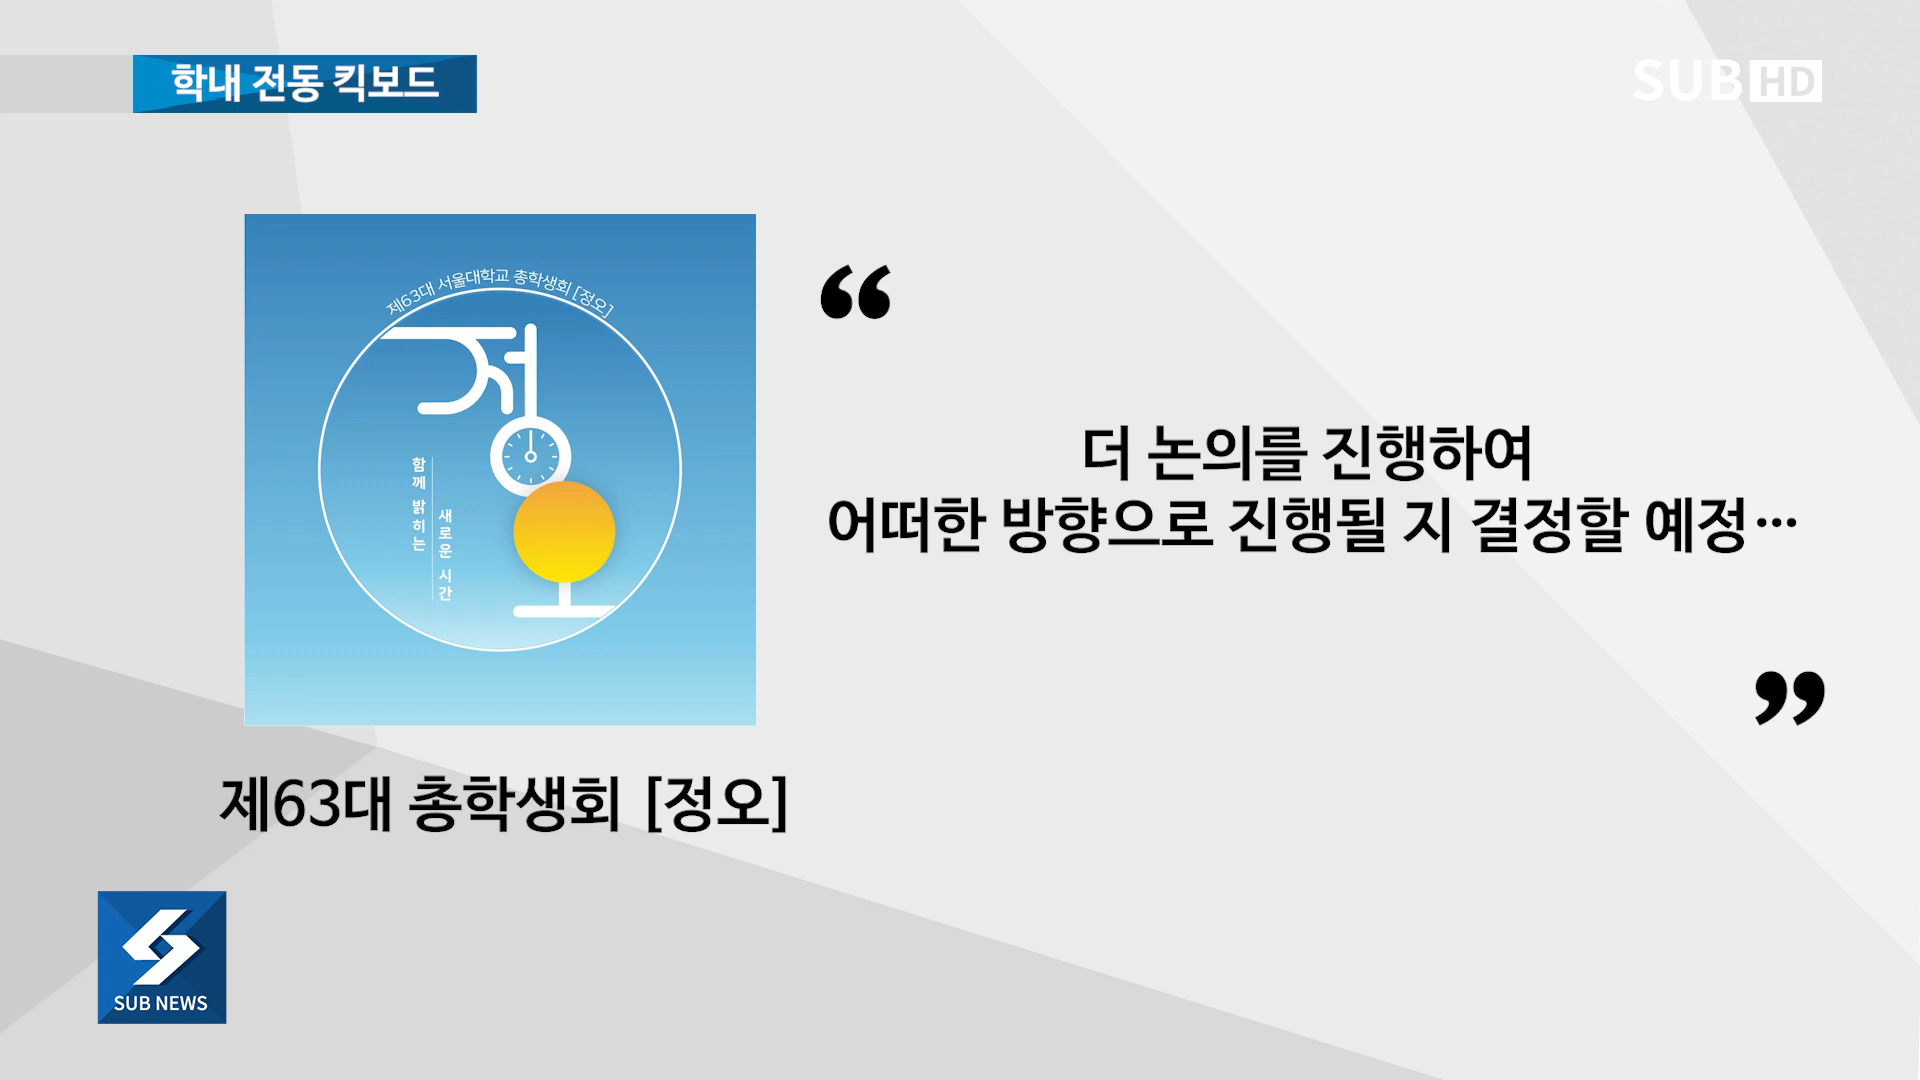 학내 전동 킥보드
SUB HD
제63대 서울대학교 총학생회 [정오]
정오
함께 밝히는
새로운 시간
“
더 논의를 진행하여
어떠한 방향으로 진행될 지 결정할 예정…
”
제63대 총학생회 [정오]
SUB NEWS